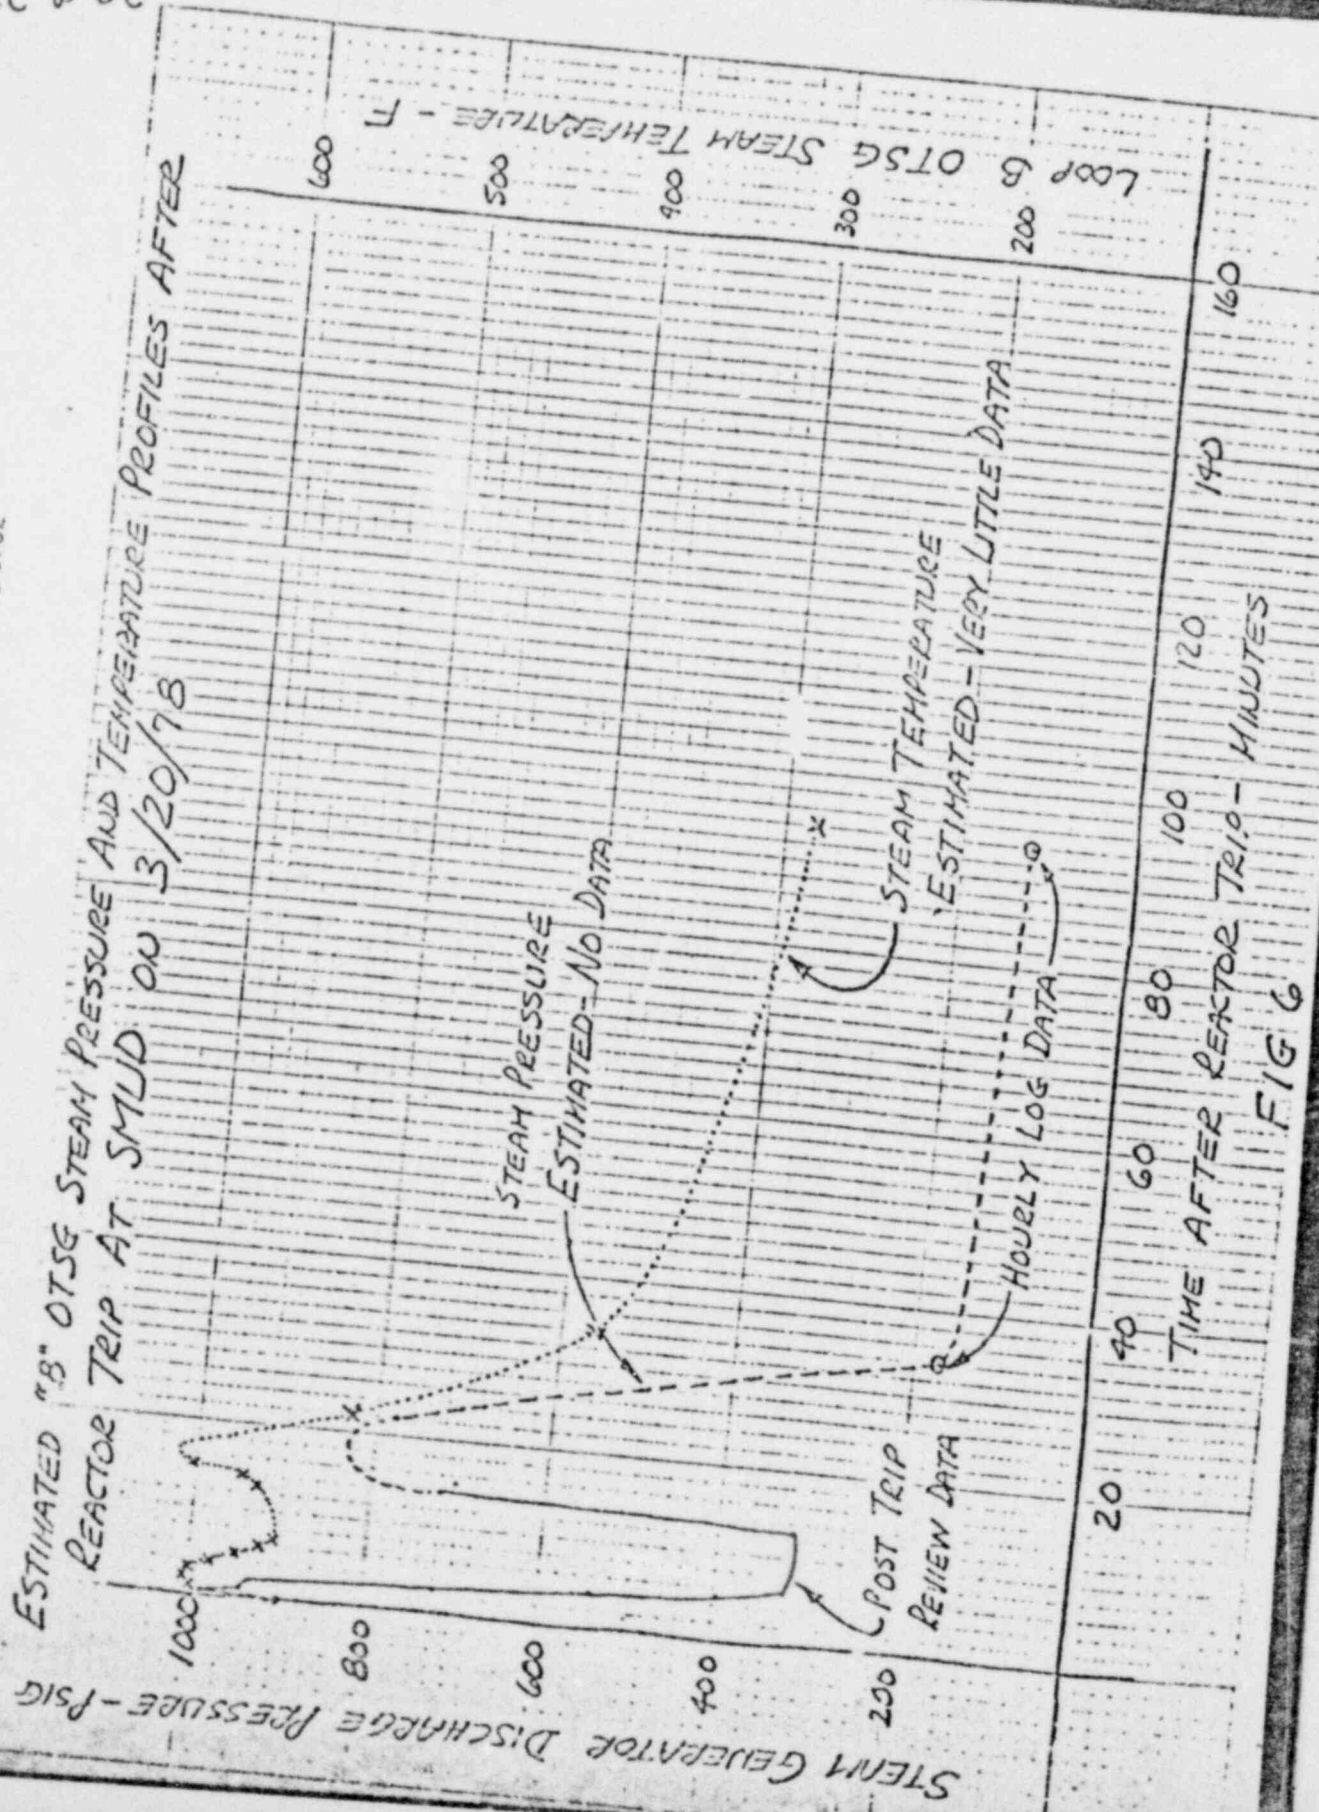 ESTIMATED "B" OTSG STEAM PRESSURE AND TEMPERATURE PROFILES AFTER
REACTOR TRIP AT SMUD ON 3/20/78
STEAM GENERATOR DISCHARGE PRESSURE - PSIG
1000
800
600
400
200
LOOP B OTSG STEAM TEMPERATURE - F
600
500
400
300
200
STEAM PRESSURE
ESTIMATED - NO DATA
STEAM TEMPERATURE
ESTIMATED - VERY LITTLE DATA
HOURLY LOG DATA
POST TRIP
REVIEW DATA
20
40
60
80
100
120
140
160
TIME AFTER REACTOR TRIP - MINUTES
FIG 6